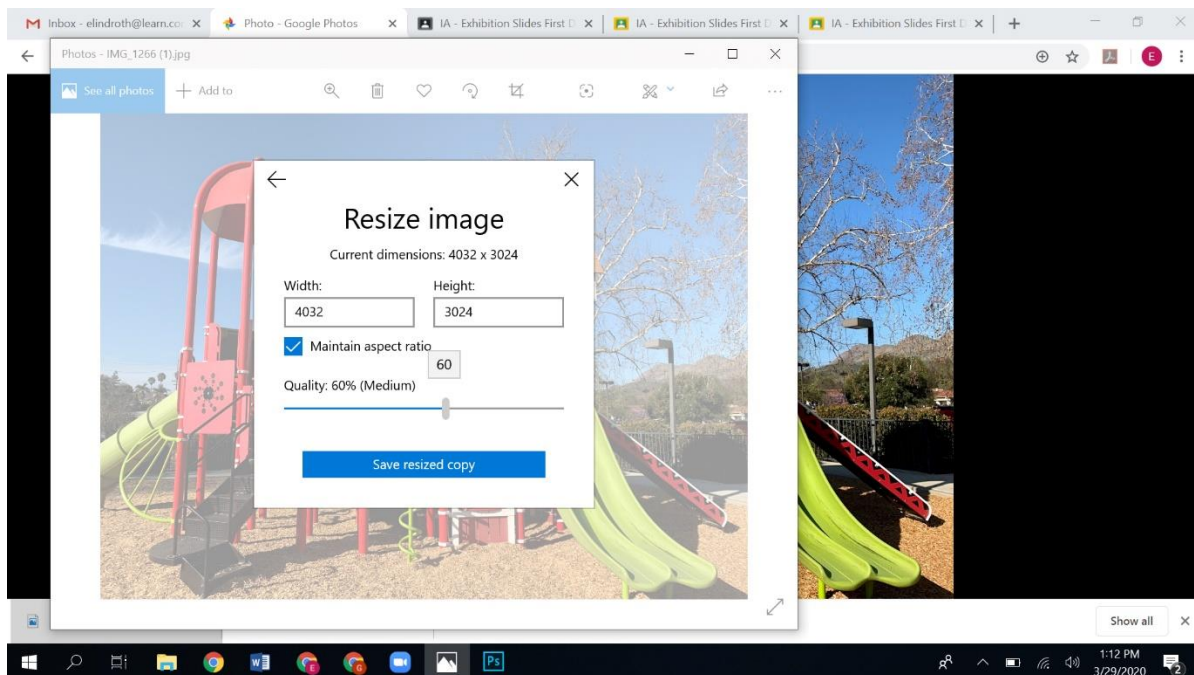 Inbox - elindroth@learn.co
Photo - Google Photos
IA - Exhibition Slides First D
IA - Exhibition Slides First D
IA - Exhibition Slides First D
Photos - IMG_1266 (1).jpg
E
See all photos
Add to
Resize image
Current dimensions: 4032 x 3024
Width:
Height:
4032
3024
Maintain aspect ratio
60
Quality: 60% (Medium)
Save resized copy
Show all
Ps
1:12 PM
3/29/2020
2